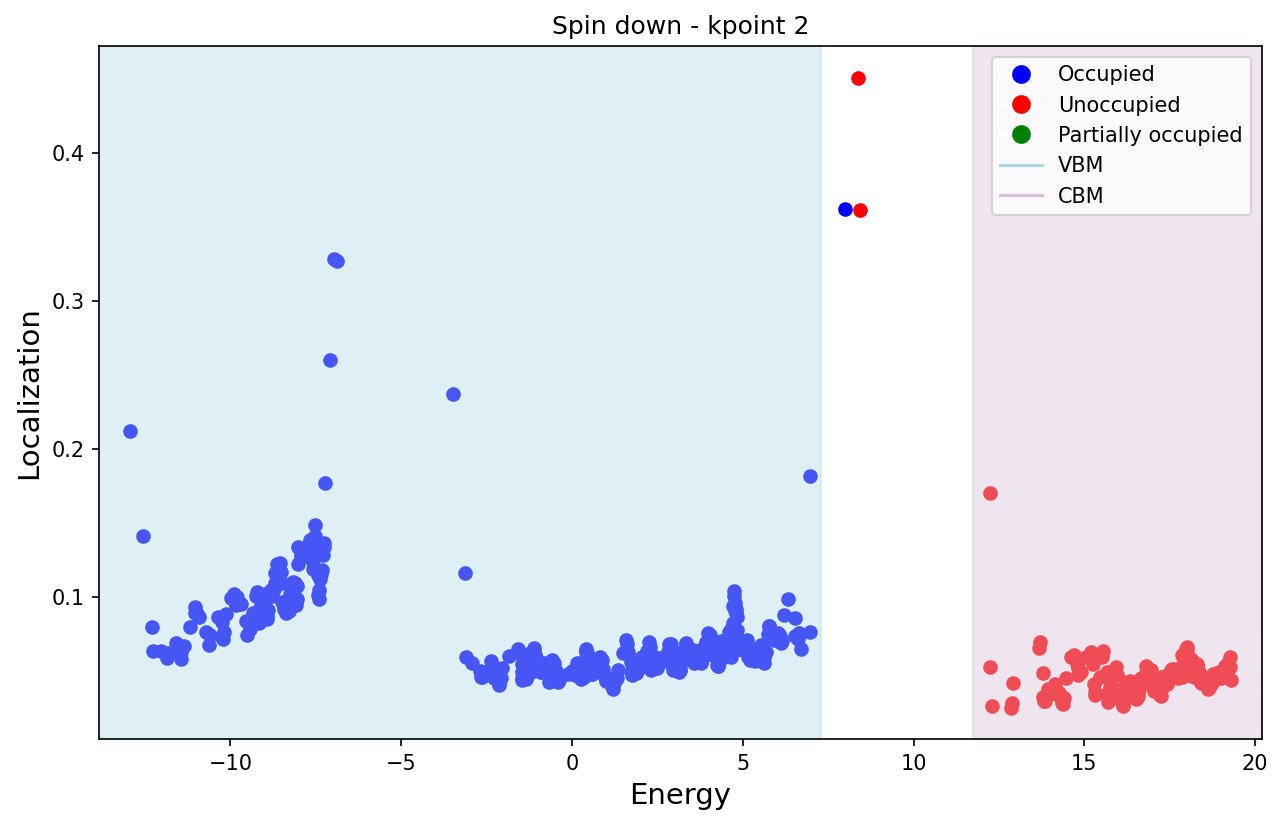 Spin down - kpoint 2
Localization
0.4
0.3
0.2
0.1
Occupied
Unoccupied
Partially occupied
VBM
CBM
−10
−5
0
5
10
15
20
Energy